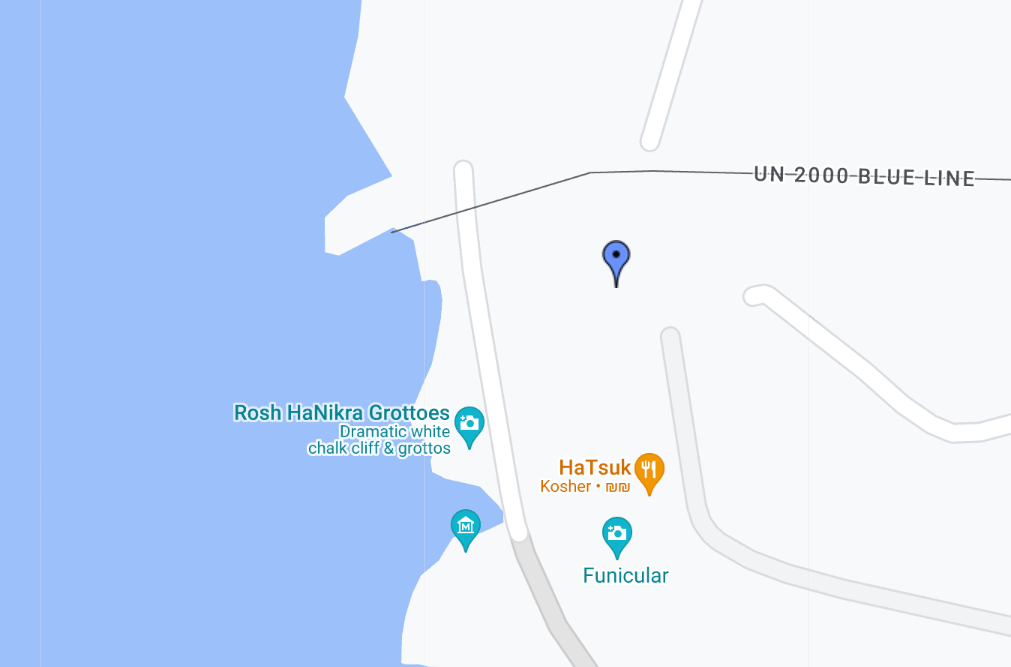 UN 2000 BLUE LINE
Rosh HaNikra Grottoes
Dramatic white
chalk cliff & grottos
HaTsuk
Kosher • ₪₪
M
Funicular